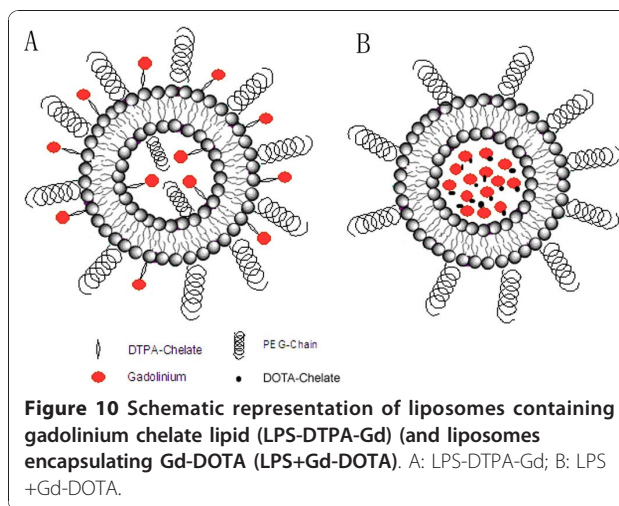 A
B
DTPA-Chelate
PEG-Chain
Gadolinium
DOTA-Chelate
Figure 10 Schematic representation of liposomes containing
gadolinium chelate lipid (LPS-DTPA-Gd) (and liposomes
encapsulating Gd-DOTA (LPS+Gd-DOTA). A: LPS-DTPA-Gd; B: LPS
+Gd-DOTA.